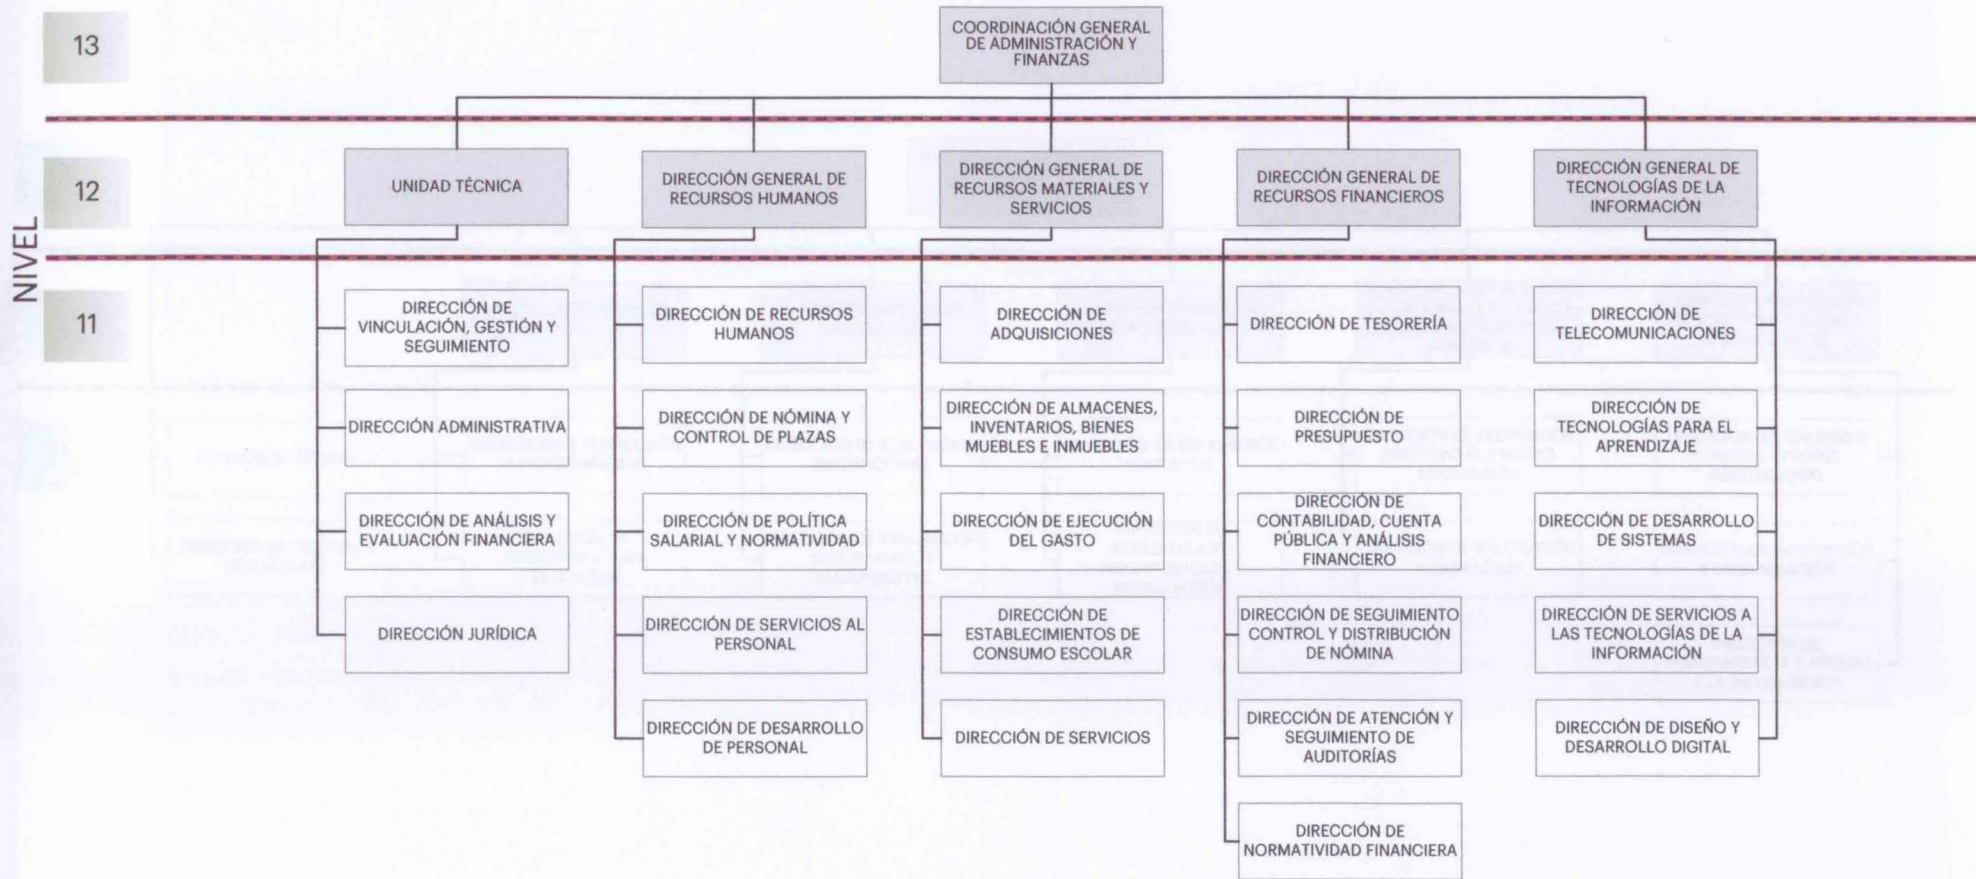 NIVEL
13
COORDINACIÓN GENERAL
DE ADMINISTRACIÓN Y
FINANZAS
12
UNIDAD TÉCNICA
DIRECCIÓN GENERAL DE
RECURSOS HUMANOS
DIRECCIÓN GENERAL DE
RECURSOS MATERIALES Y
SERVICIOS
DIRECCIÓN GENERAL DE
RECURSOS FINANCIEROS
DIRECCIÓN GENERAL DE
TECNOLOGÍAS DE LA
INFORMACIÓN
11
DIRECCIÓN DE
VINCULACIÓN, GESTIÓN Y
SEGUIMIENTO
DIRECCIÓN ADMINISTRATIVA
DIRECCIÓN DE ANÁLISIS Y
EVALUACIÓN FINANCIERA
DIRECCIÓN JURÍDICA
DIRECCIÓN DE RECURSOS
HUMANOS
DIRECCIÓN DE NÓMINA Y
CONTROL DE PLAZAS
DIRECCIÓN DE POLÍTICA
SALARIAL Y NORMATIVIDAD
DIRECCIÓN DE SERVICIOS AL
PERSONAL
DIRECCIÓN DE DESARROLLO
DE PERSONAL
DIRECCIÓN DE
ADQUISICIONES
DIRECCIÓN DE ALMACENES,
INVENTARIOS, BIENES
MUEBLES E INMUEBLES
DIRECCIÓN DE EJECUCIÓN
DEL GASTO
DIRECCIÓN DE
ESTABLECIMIENTOS DE
CONSUMO ESCOLAR
DIRECCIÓN DE SERVICIOS
DIRECCIÓN DE TESORERÍA
DIRECCIÓN DE
PRESUPUESTO
DIRECCIÓN DE
CONTABILIDAD, CUENTA
PÚBLICA Y ANÁLISIS
FINANCIERO
DIRECCIÓN DE SEGUIMIENTO
CONTROL Y DISTRIBUCIÓN
DE NÓMINA
DIRECCIÓN DE ATENCIÓN Y
SEGUIMIENTO DE
AUDITORÍAS
DIRECCIÓN DE
NORMATIVIDAD FINANCIERA
DIRECCIÓN DE
TELECOMUNICACIONES
DIRECCIÓN DE
TECNOLOGÍAS PARA EL
APRENDIZAJE
DIRECCIÓN DE DESARROLLO
DE SISTEMAS
DIRECCIÓN DE SERVICIOS A
LAS TECNOLOGÍAS DE LA
INFORMACIÓN
DIRECCIÓN DE DISEÑO Y
DESARROLLO DIGITAL